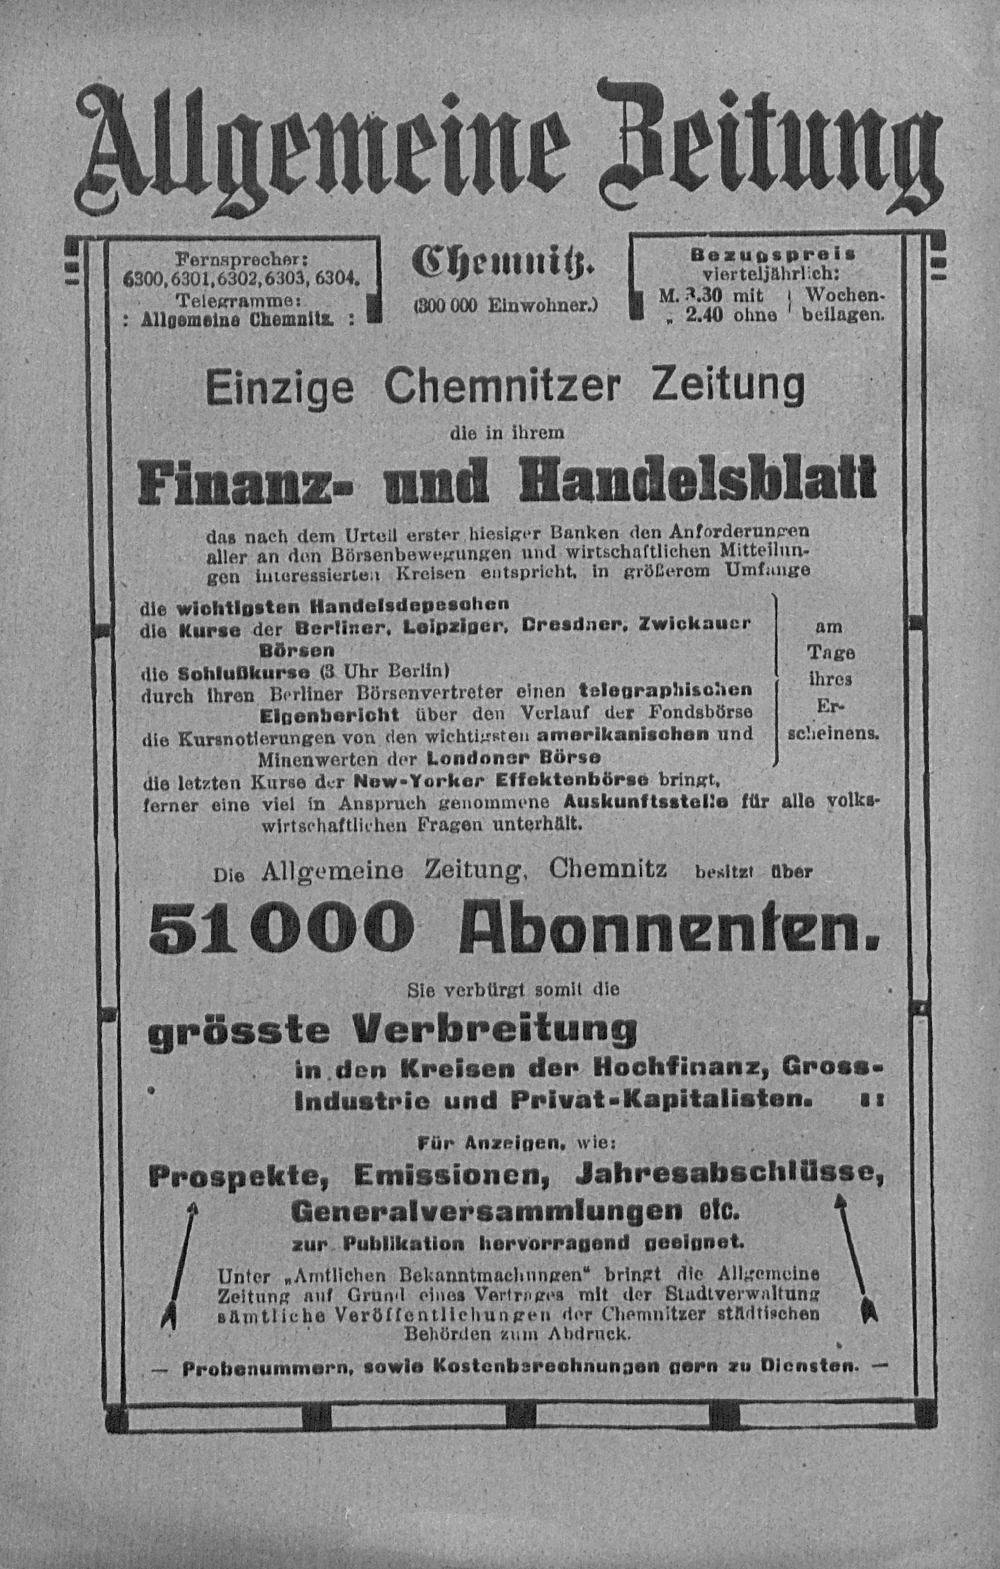 Allgemeine Zeitung
Fernsprecher:
6300, 6301, 6302, 6303, 6304.
Telegramme:
: Allgemeine Chemnitz. :
Chemnitz.
(300 000 Einwohner.)
Bezugspreis
vierteljährlich:
M. 3.30 mit Wochen-
„ 2.40 ohne beilagen.
Einzige Chemnitzer Zeitung
die in ihrem
Finanz- und Handelsblatt
das nach dem Urteil erster hiesiger Banken den Anforderungen
aller an den Börsenbewegungen und wirtschaftlichen Mitteilun-
gen interessierten Kreisen entspricht, in größerem Umfange
die wichtigsten Handelsdepeschen
die Kurse der Berliner, Leipziger, Dresdner, Zwickauer
Börsen
die Schlußkurse (3 Uhr Berlin)
durch ihren Berliner Börsenvertreter einen telegraphischen
Eigenbericht über den Verlauf der Fondsbörse
die Kursnotierungen von den wichtigsten amerikanischen und
Minenwerten der Londoner Börse
am
Tage
ihres
Er-
scheinens.
die letzten Kurse der New-Yorker Effektenbörse bringt,
ferner eine viel in Anspruch genommene Auskunftsstelle für alle volks-
wirtschaftlichen Fragen unterhält.
Die Allgemeine Zeitung, Chemnitz besitzt über
51 000 Abonnenten.
Sie verbürgt somit die
grösste Verbreitung
in den Kreisen der Hochfinanz, Gross-
Industrie und Privat-Kapitalisten. ::
Für Anzeigen, wie:
Prospekte, Emissionen, Jahresabschlüsse,
Generalversammlungen etc.
zur Publikation hervorragend geeignet.
Unter „Amtlichen Bekanntmachungen" bringt die Allgemeine
Zeitung auf Grund eines Vertrages mit der Stadtverwaltung
sämtliche Veröffentlichungen der Chemnitzer städtischen
Behörden zum Abdruck.
— Probenummern, sowie Kostenberechnungen gern zu Diensten. —